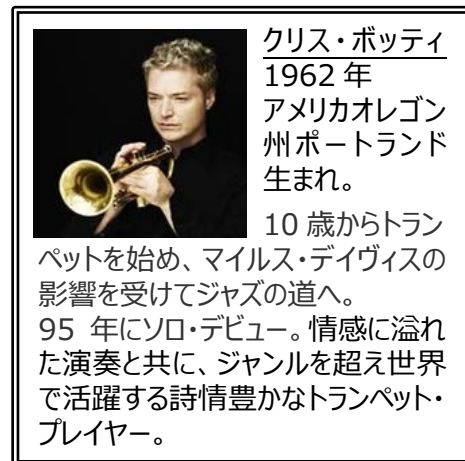 クリス・ボッティ
1962 年
アメリカオレゴン
州ポートランド
生まれ。
10 歳からトラン
ペットを始め、マイルス・デイヴィスの
影響を受けてジャズの道へ。
95 年にソロ・デビュー。情感に溢れ
た演奏と共に、ジャンルを超え世界
で活躍する詩情豊かなトランペット・
プレイヤー。